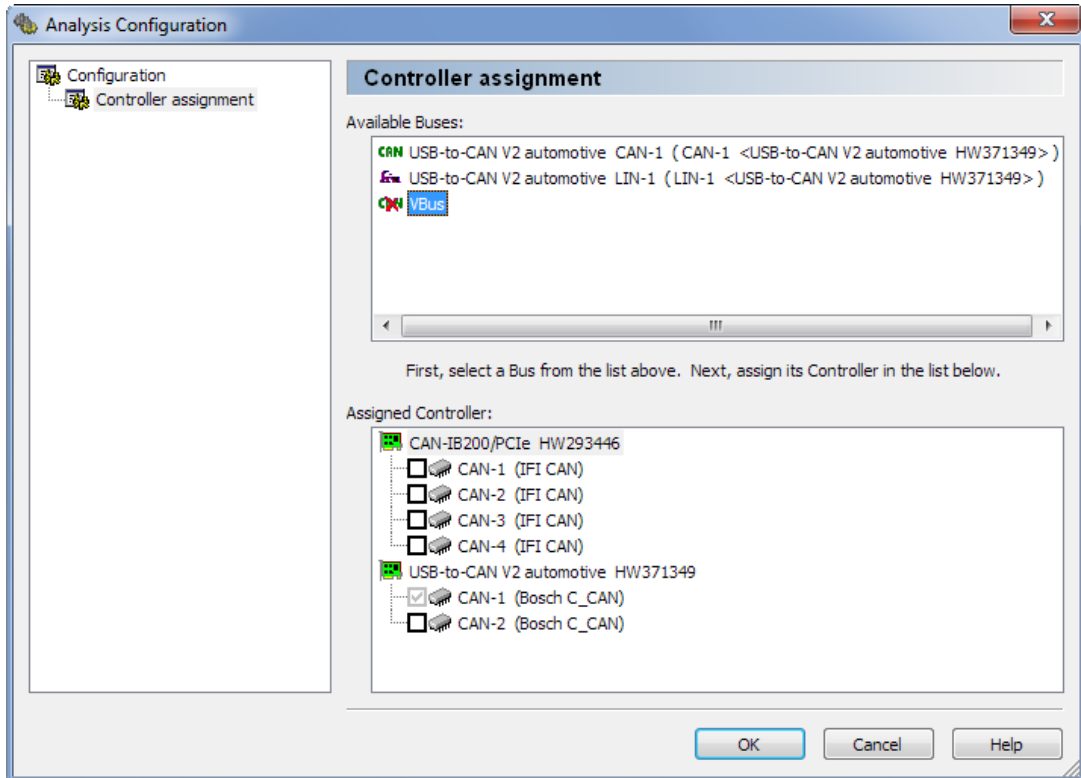 Analysis Configuration
Configuration
Controller assignment
Controller assignment
Available Buses:
CAN USB-to-CAN V2 automotive CAN-1 ( CAN-1 <USB-to-CAN V2 automotive HW371349> )
USB-to-CAN V2 automotive LIN-1 ( LIN-1 <USB-to-CAN V2 automotive HW371349> )
VBus
First, select a Bus from the list above. Next, assign its Controller in the list below.
Assigned Controller:
CAN-IB200/PCIe HW293446
CAN-1 (IFI CAN)
CAN-2 (IFI CAN)
CAN-3 (IFI CAN)
CAN-4 (IFI CAN)
USB-to-CAN V2 automotive HW371349
CAN-1 (Bosch C_CAN)
CAN-2 (Bosch C_CAN)
OK Cancel Help